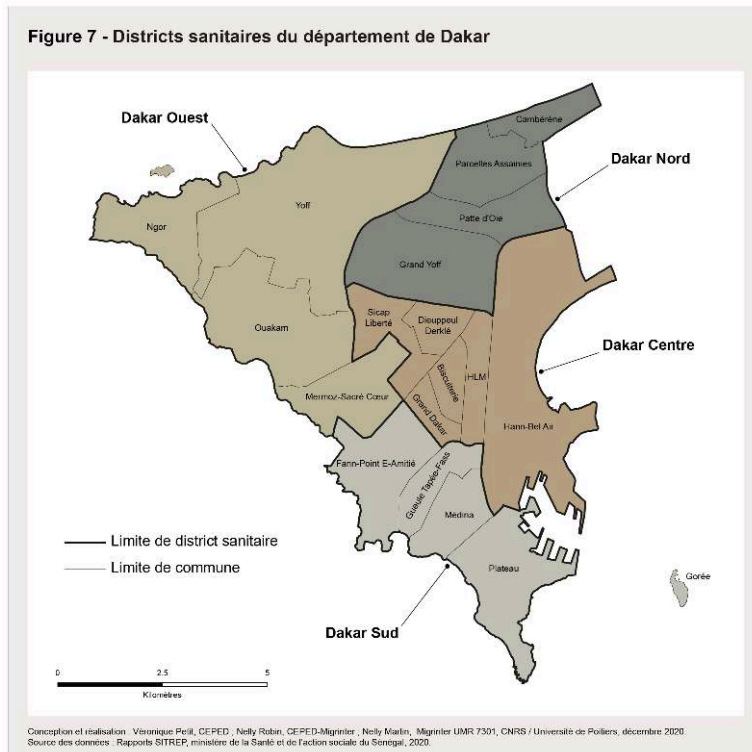 Figure 7 - Districts sanitaires du département de Dakar
Dakar Ouest
Cambérène
Parcelles Assainies
Dakar Nord
Yoff
Patte d'Oie
Ngor
Grand Yoff
Sicap
Liberté
Dieuppeul
Derklé
Ouakam
Dakar Centre
Biscuiterie
HLM
Mermoz-Sacré Cœur
Grand Dakar
Hann-Bel Air
Fann-Point E-Amitié
Gueule Tapée-Fass
Médina
Limite de district sanitaire
Limite de commune
Plateau
Gorée
Dakar Sud
0 2.5 5
Kilomètres
Conception et réalisation : Véronique Petit, CEPED ; Nelly Robin, CEPED-Migrinter ; Nelly Martin, Migrinter UMR 7301, CNRS / Université de Poitiers, décembre 2020.
Source des données : Rapports SITREP, ministère de la Santé et de l'action sociale du Sénégal, 2020.